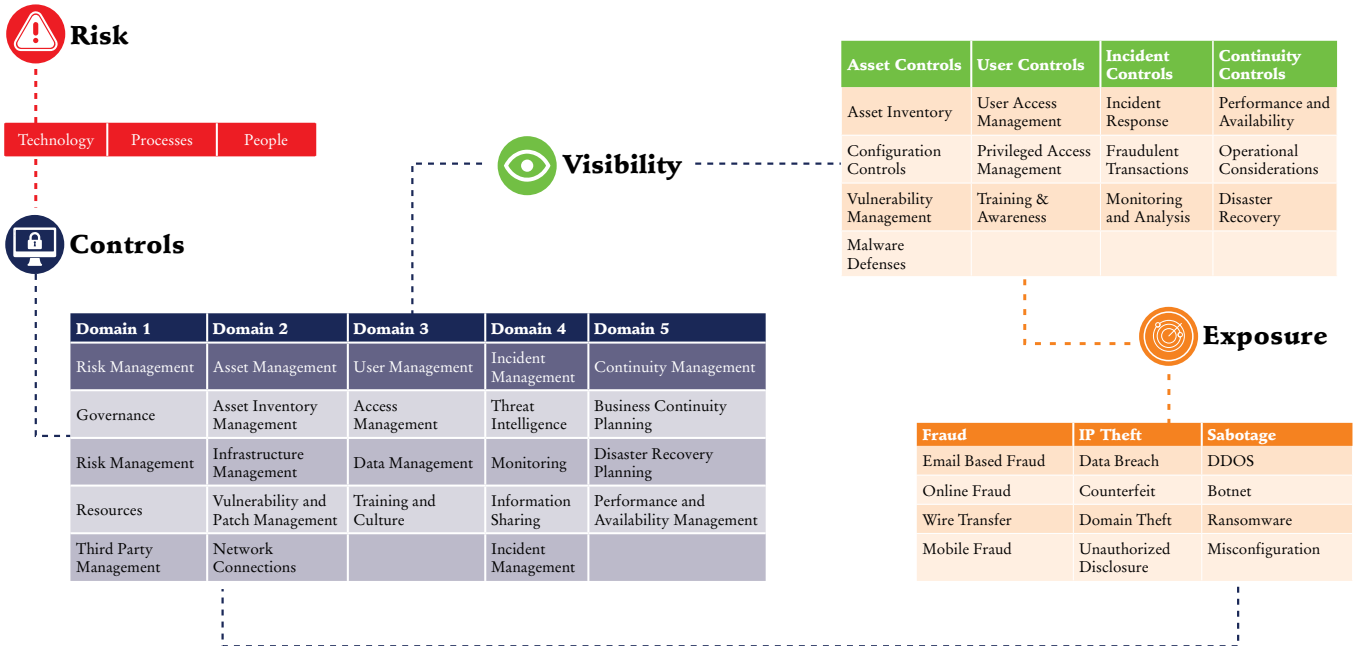 Risk
Technology
Processes
People
Controls
Domain 1
Domain 2
Domain 3
Domain 4
Domain 5
Risk Management
Asset Management
User Management
Incident
Management
Continuity Management
Governance
Asset Inventory
Management
Access
Management
Threat
Intelligence
Business Continuity
Planning
Risk Management
Infrastructure
Management
Data Management
Monitoring
Disaster Recovery
Planning
Resources
Vulnerability and
Patch Management
Training and
Culture
Information
Sharing
Performance and
Availability Management
Third Party
Management
Network
Connections
Incident
Management
Visibility
Asset Controls
User Controls
Incident
Controls
Continuity
Controls
Asset Inventory
User Access
Management
Incident
Response
Performance and
Availability
Configuration
Controls
Privileged Access
Management
Fraudulent
Transactions
Operational
Considerations
Vulnerability
Management
Training &
Awareness
Monitoring
and Analysis
Disaster
Recovery
Malware
Defenses
Exposure
Fraud
IP Theft
Sabotage
Email Based Fraud
Data Breach
DDOS
Online Fraud
Counterfeit
Botnet
Wire Transfer
Domain Theft
Ransomware
Mobile Fraud
Unauthorized
Disclosure
Misconfiguration